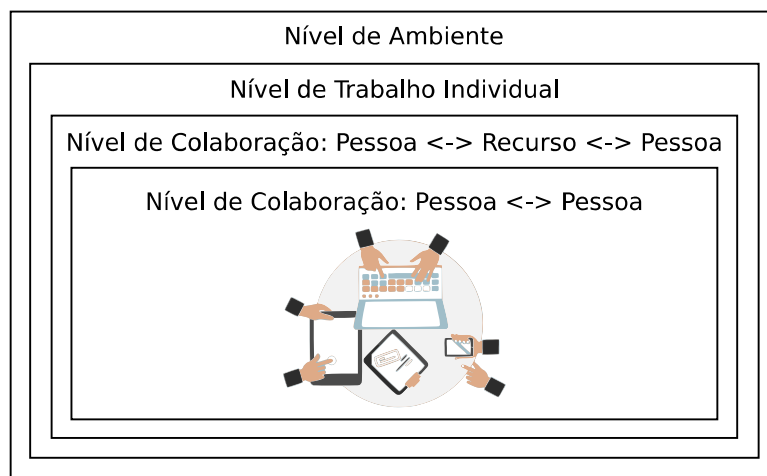 Nível de Ambiente
Nível de Trabalho Individual
Nível de Colaboração: Pessoa <-> Recurso <-> Pessoa
Nível de Colaboração: Pessoa <-> Pessoa